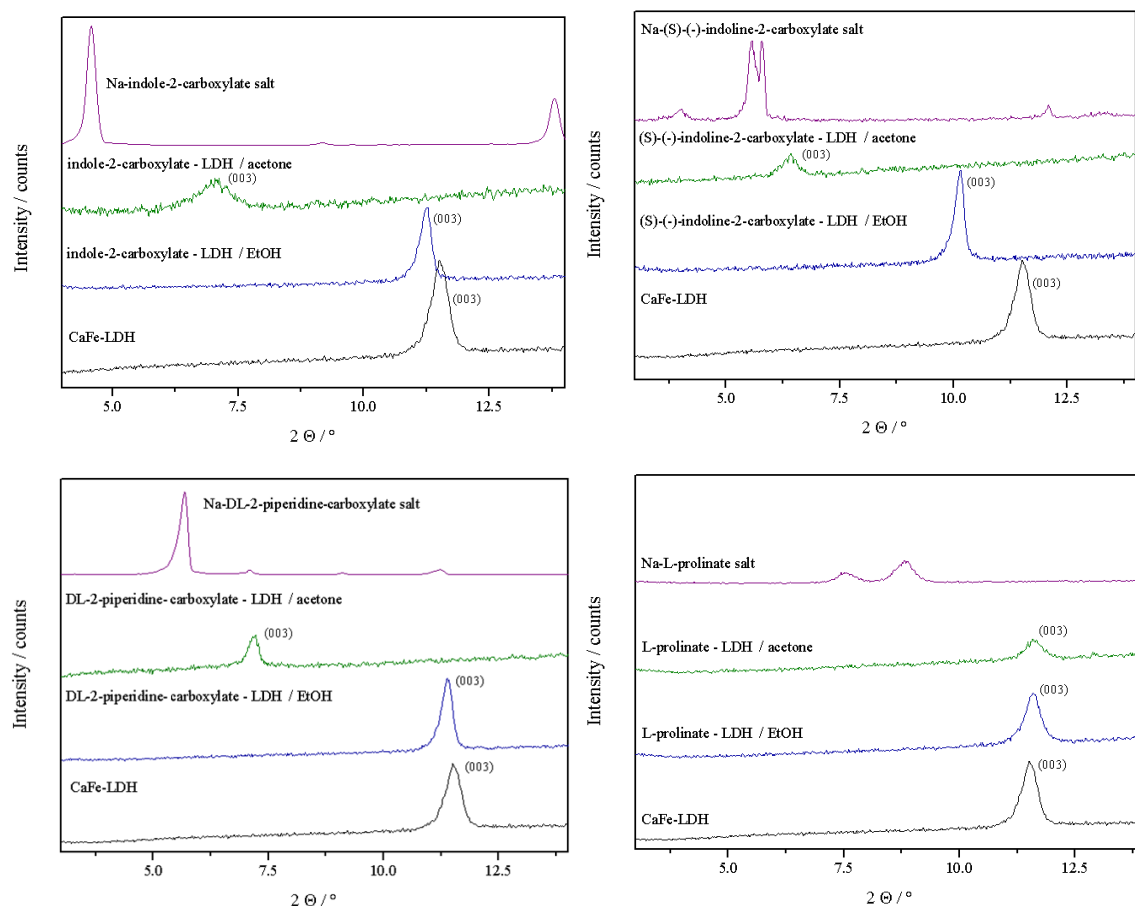 Intensity / counts
Na-indole-2-carboxylate salt
indole-2-carboxylate - LDH / acetone
(003)
(003)
indole-2-carboxylate - LDH / EtOH
(003)
CaFe-LDH
5.0 7.5 10.0 12.5
2 Θ / °
Intensity / counts
Na-(S)-(-)-indoline-2-carboxylate salt
(S)-(-)-indoline-2-carboxylate - LDH / acetone
(003)
(003)
(S)-(-)-indoline-2-carboxylate - LDH / EtOH
(003)
CaFe-LDH
5.0 7.5 10.0 12.5
2 Θ / °
Intensity / counts
Na-DL-2-piperidine-carboxylate salt
DL-2-piperidine- carboxylate - LDH / acetone
(003)
(003)
DL-2-piperidine- carboxylate - LDH / EtOH
(003)
CaFe-LDH
5.0 7.5 10.0 12.5
2 Θ / °
Intensity / counts
Na-L-prolinate salt
(003)
L-prolinate - LDH / acetone
(003)
L-prolinate - LDH / EtOH
(003)
CaFe-LDH
5.0 7.5 10.0 12.5
2 Θ / °